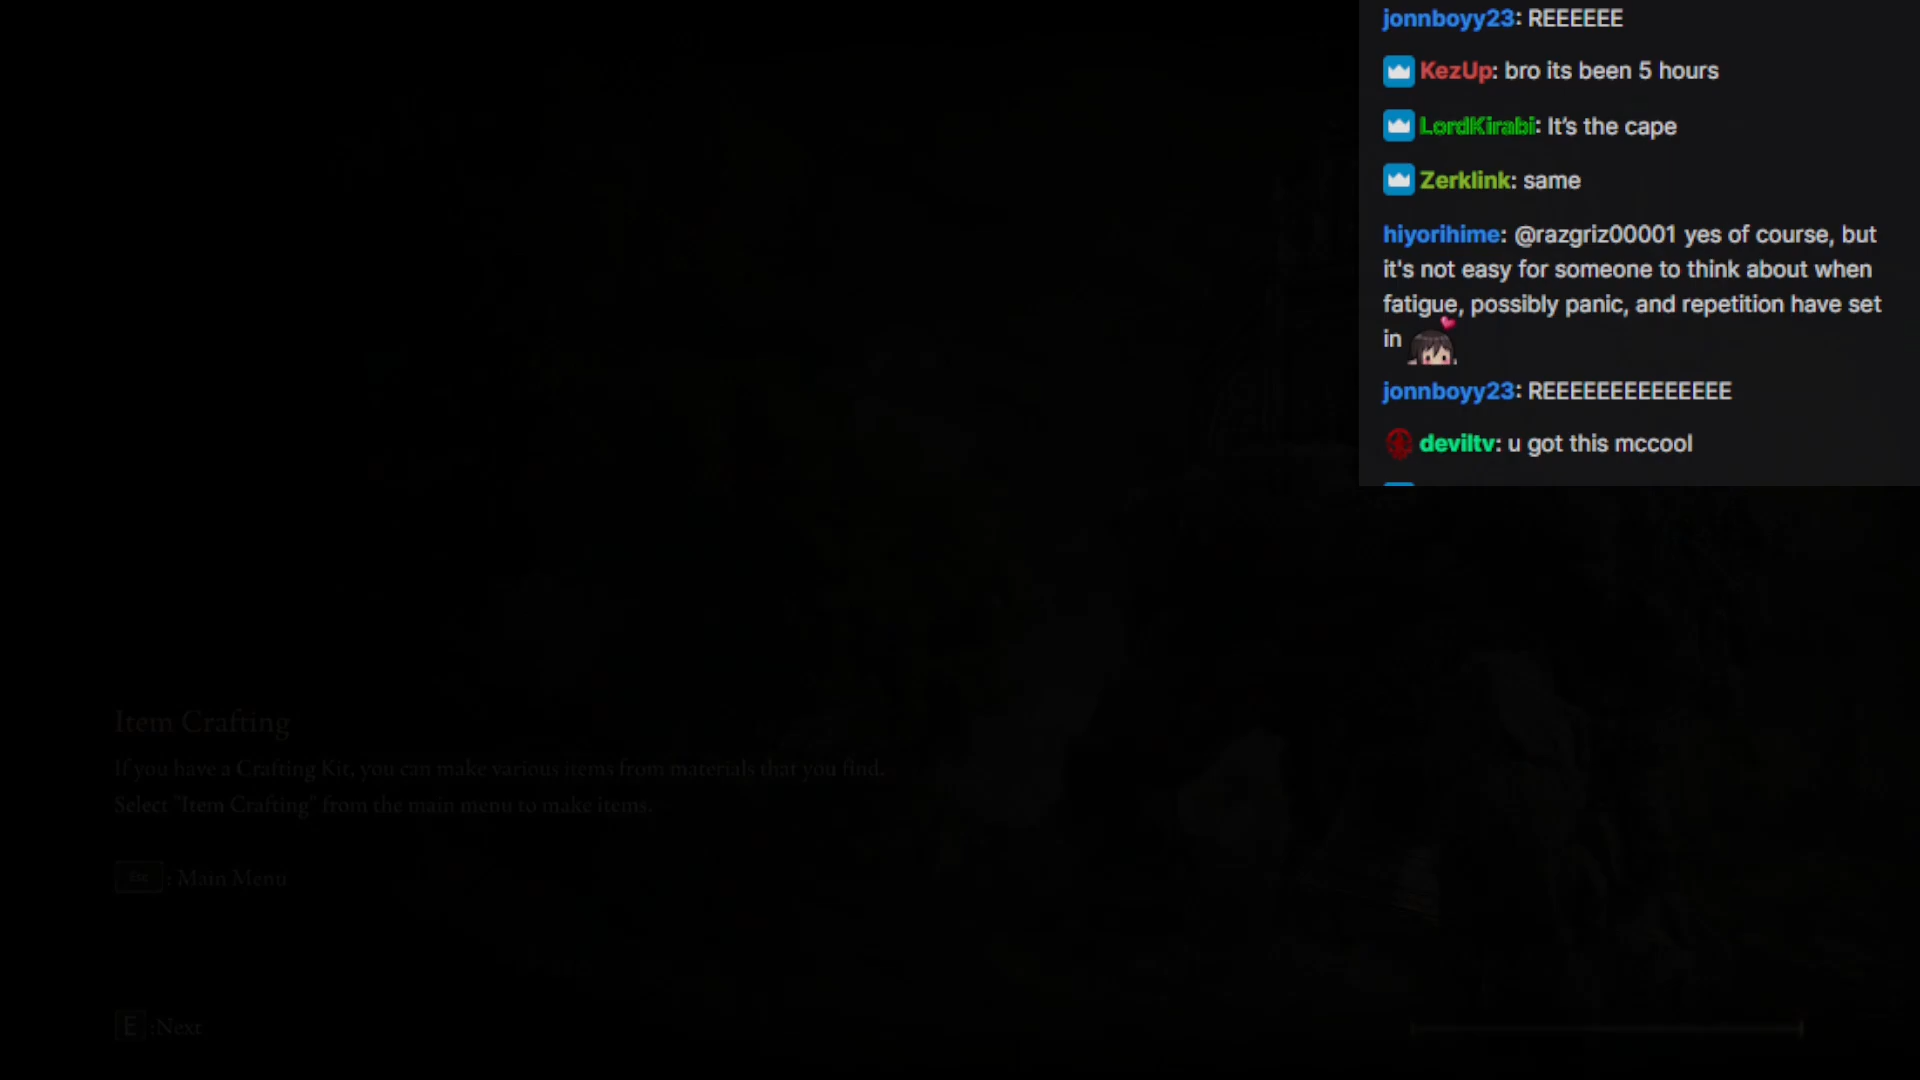 jonnboyy23: REEEEEE
KezUp: bro its been 5 hours
LordKirabi: It’s the cape
Zerklink: same
hiyorihime: @razgriz00001 yes of course, but
it's not easy for someone to think about when
fatigue, possibly panic, and repetition have set
in
jonnboyy23: REEEEEEEEEEEEEE
deviltv: u got this mccool
Item Crafting
If you have a Crafting Kit, you can make various items from materials that you find.
Select "Item Crafting" from the main menu to make items.
Esc : Main Menu
E :Next